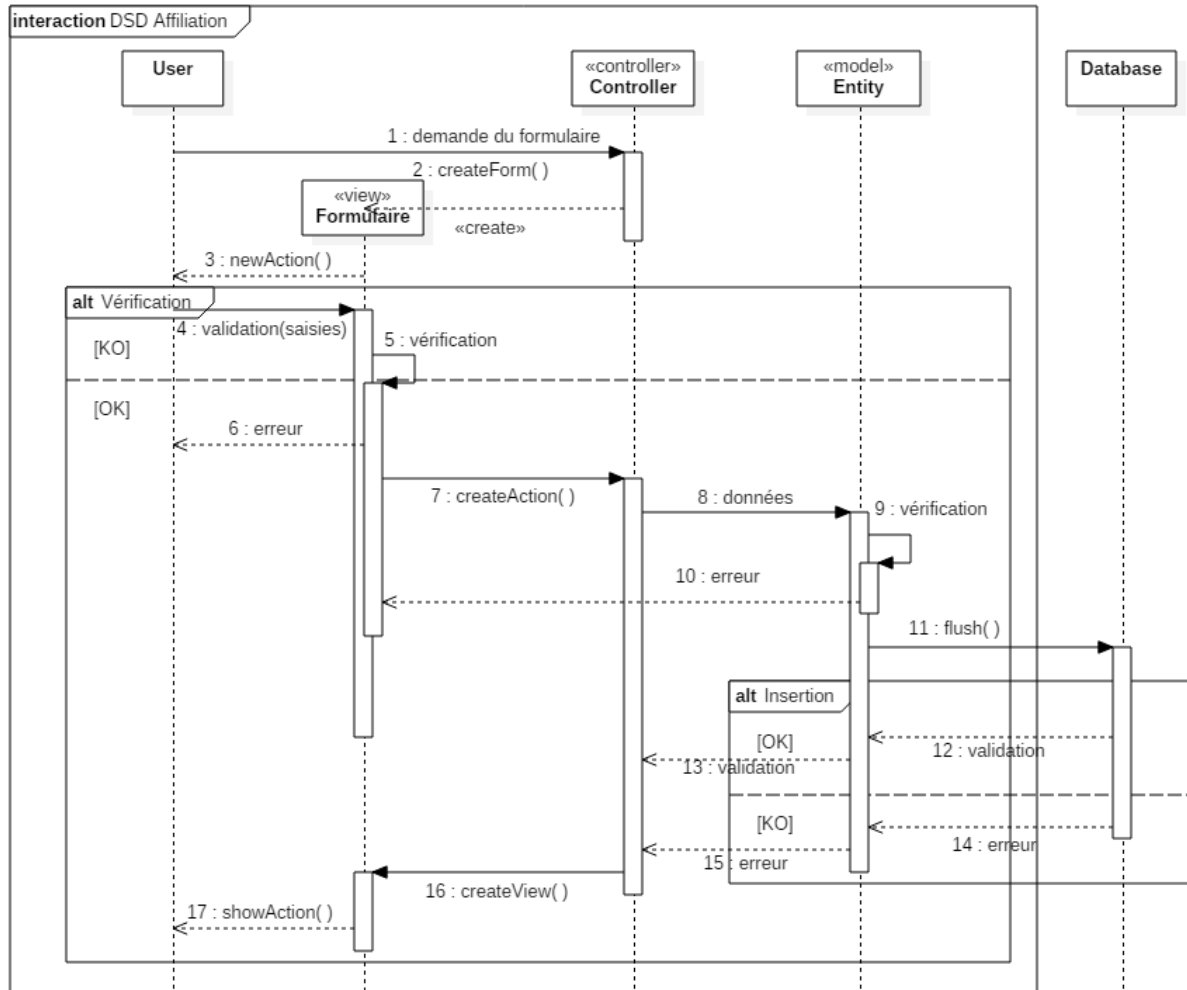 interaction DSD Affiliation
User
«controller»
Controller
«model»
Entity
Database
1 : demande du formulaire
2 : createForm( )
«view»
Formulaire
«create»
3 : newAction( )
alt Vérification
4 : validation(saisies)
5 : vérification
[KO]
[OK]
6 : erreur
7 : createAction( )
8 : données
9 : vérification
10 : erreur
11 : flush( )
alt Insertion
[OK]
12 : validation
13 : validation
[KO]
14 : erreur
15 : erreur
16 : createView( )
17 : showAction( )